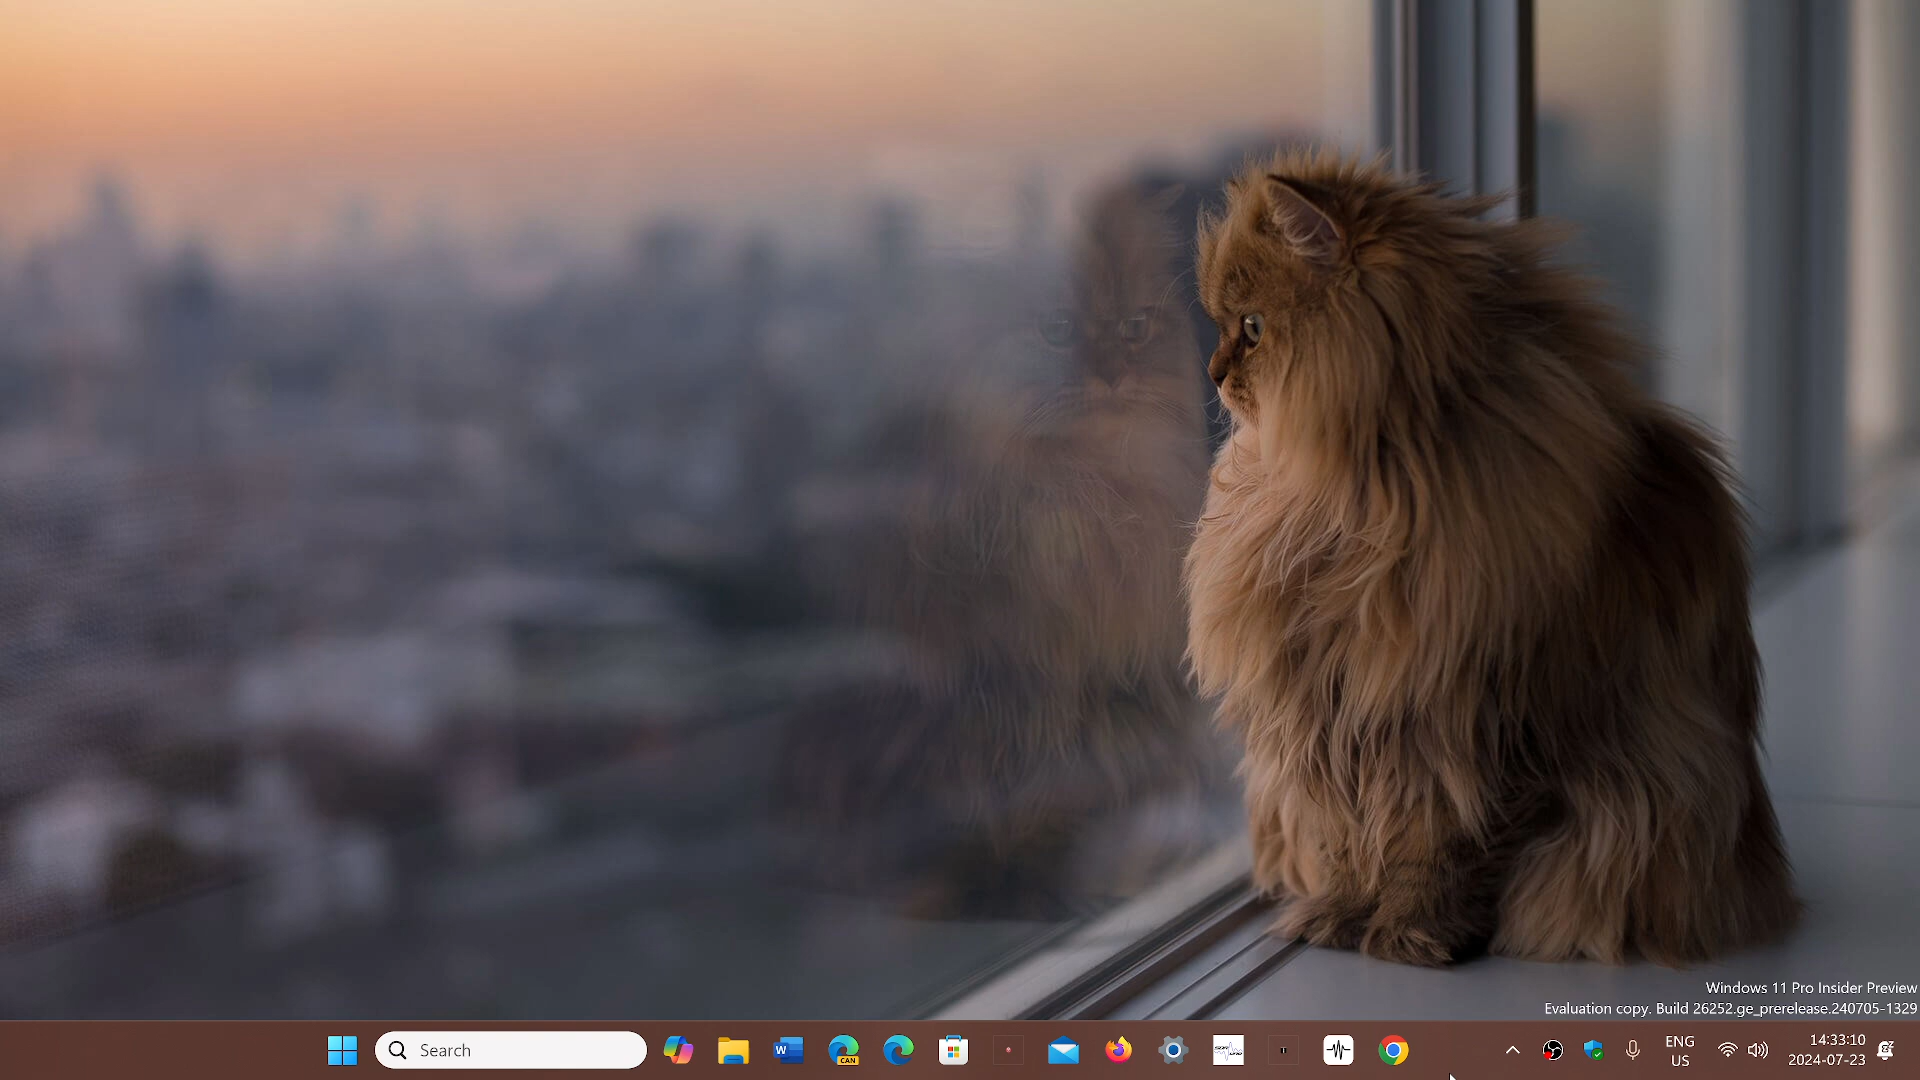 Windows 11 Pro Insider Preview
Evaluation copy. Build 26252.ge_prerelease.240705-1329
Search
W
CAN
ENG
US
14:33:10
2024-07-23